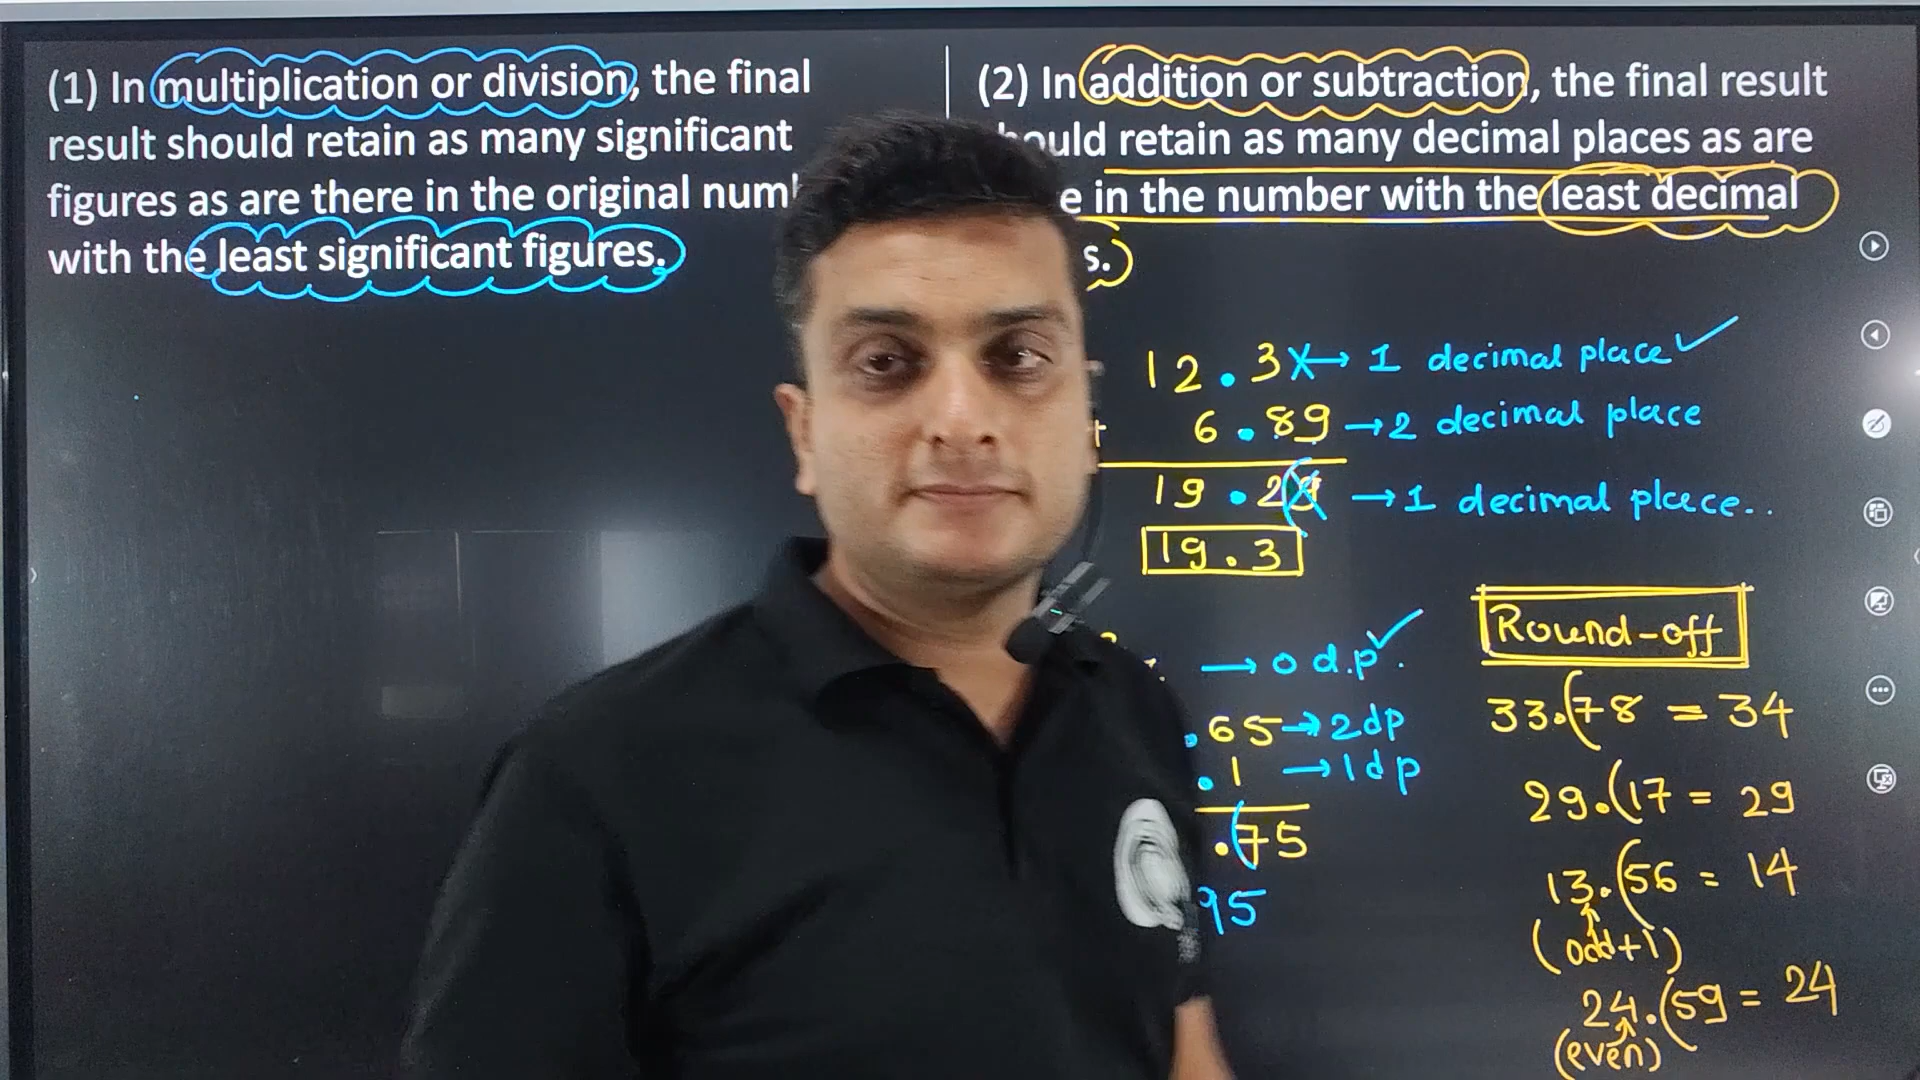 (1) In multiplication or division, the final
result should retain as many significant
figures as are there in the original
with the least significant figures.
(2) In addition or subtraction, the final result
retain as many decimal places as are
in the number with the least decimal
12.3x → 1 decimal place ✓
+ 6.89 → 2 decimal place
19.29 → 1 decimal place..
19.3
→ 0 d.p. ✓
.65 → 2dp
.1 → 1dp
.75
95
Round-off
33.(78 = 34
29.(17 = 29
13.(56 = 14
(odd+1)
24.(59 = 24
(even)